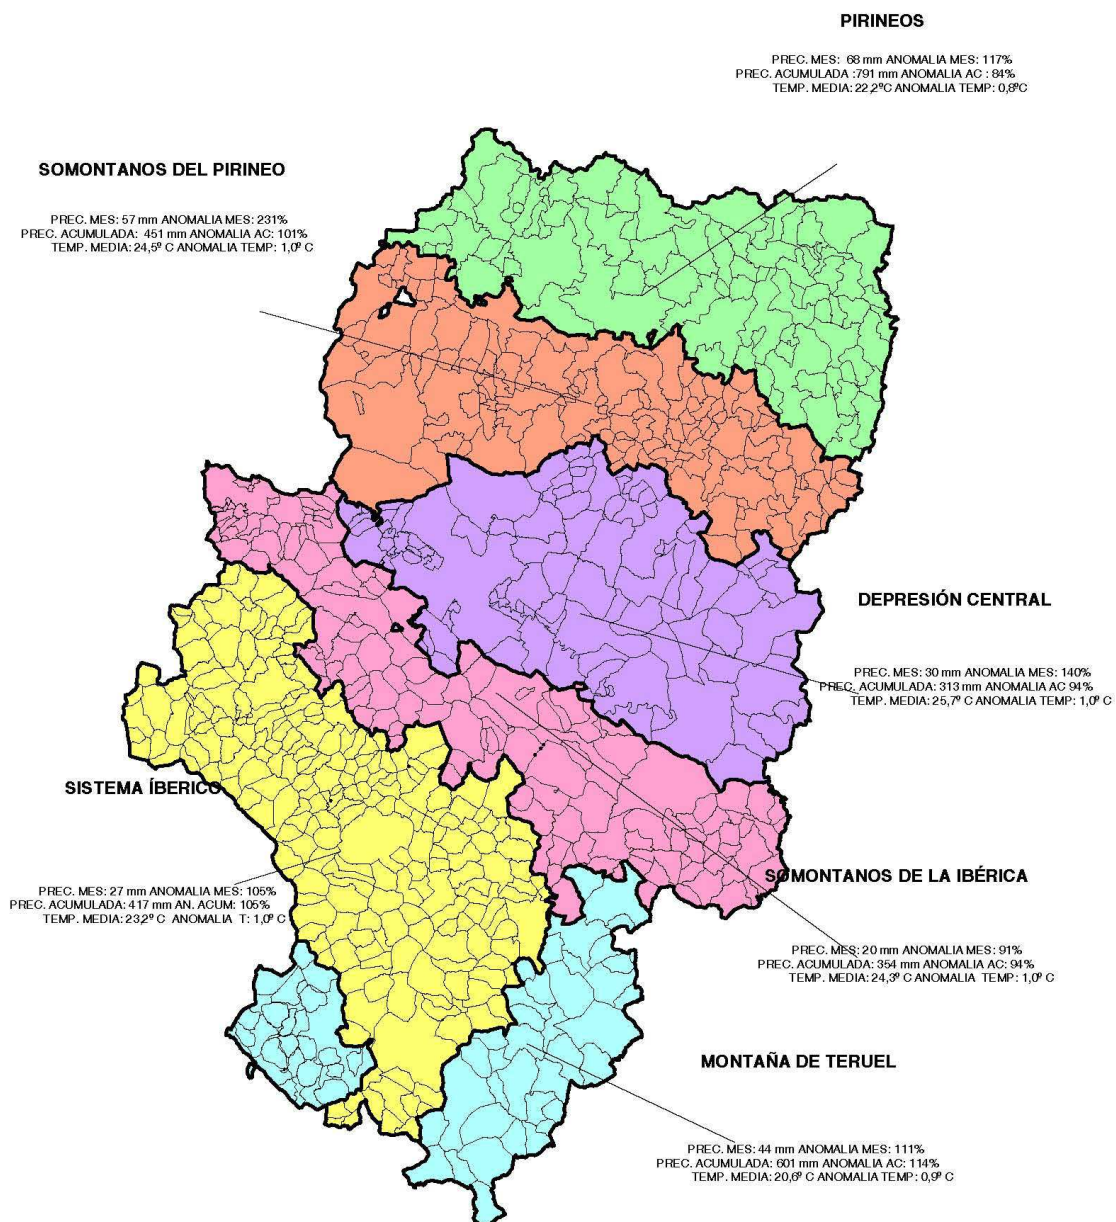 PIRINEOS
PREC. MES: 68 mm ANOMALIA MES: 117%
PREC. ACUMULADA :791 mm ANOMALIA AC : 84%
TEMP. MEDIA: 22,2º C ANOMALIA TEMP: 0,8º C
SOMONTANOS DEL PIRINEO
PREC. MES: 57 mm ANOMALIA MES: 231%
PREC. ACUMULADA: 451 mm ANOMALIA AC: 101%
TEMP. MEDIA: 24,5º C ANOMALIA TEMP: 1,0º C
DEPRESIÓN CENTRAL
PREC. MES: 30 mm ANOMALIA MES: 140%
PREC. ACUMULADA: 313 mm ANOMALIA AC 94%
TEMP. MEDIA: 25,7º C ANOMALIA TEMP: 1,0º C
SISTEMA ÍBERICO
PREC. MES: 27 mm ANOMALIA MES: 105%
PREC. ACUMULADA: 417 mm AN. ACUM: 105%
TEMP. MEDIA: 23,2º C ANOMALIA T: 1,0º C
SOMONTANOS DE LA IBÉRICA
PREC. MES: 20 mm ANOMALIA MES: 91%
PREC. ACUMULADA: 354 mm ANOMALIA AC: 94%
TEMP. MEDIA: 24,3º C ANOMALIA TEMP: 1,0º C
MONTAÑA DE TERUEL
PREC. MES: 44 mm ANOMALIA MES: 111%
PREC. ACUMULADA: 601 mm ANOMALIA AC: 114%
TEMP. MEDIA: 20,6º C ANOMALIA TEMP: 0,9º C